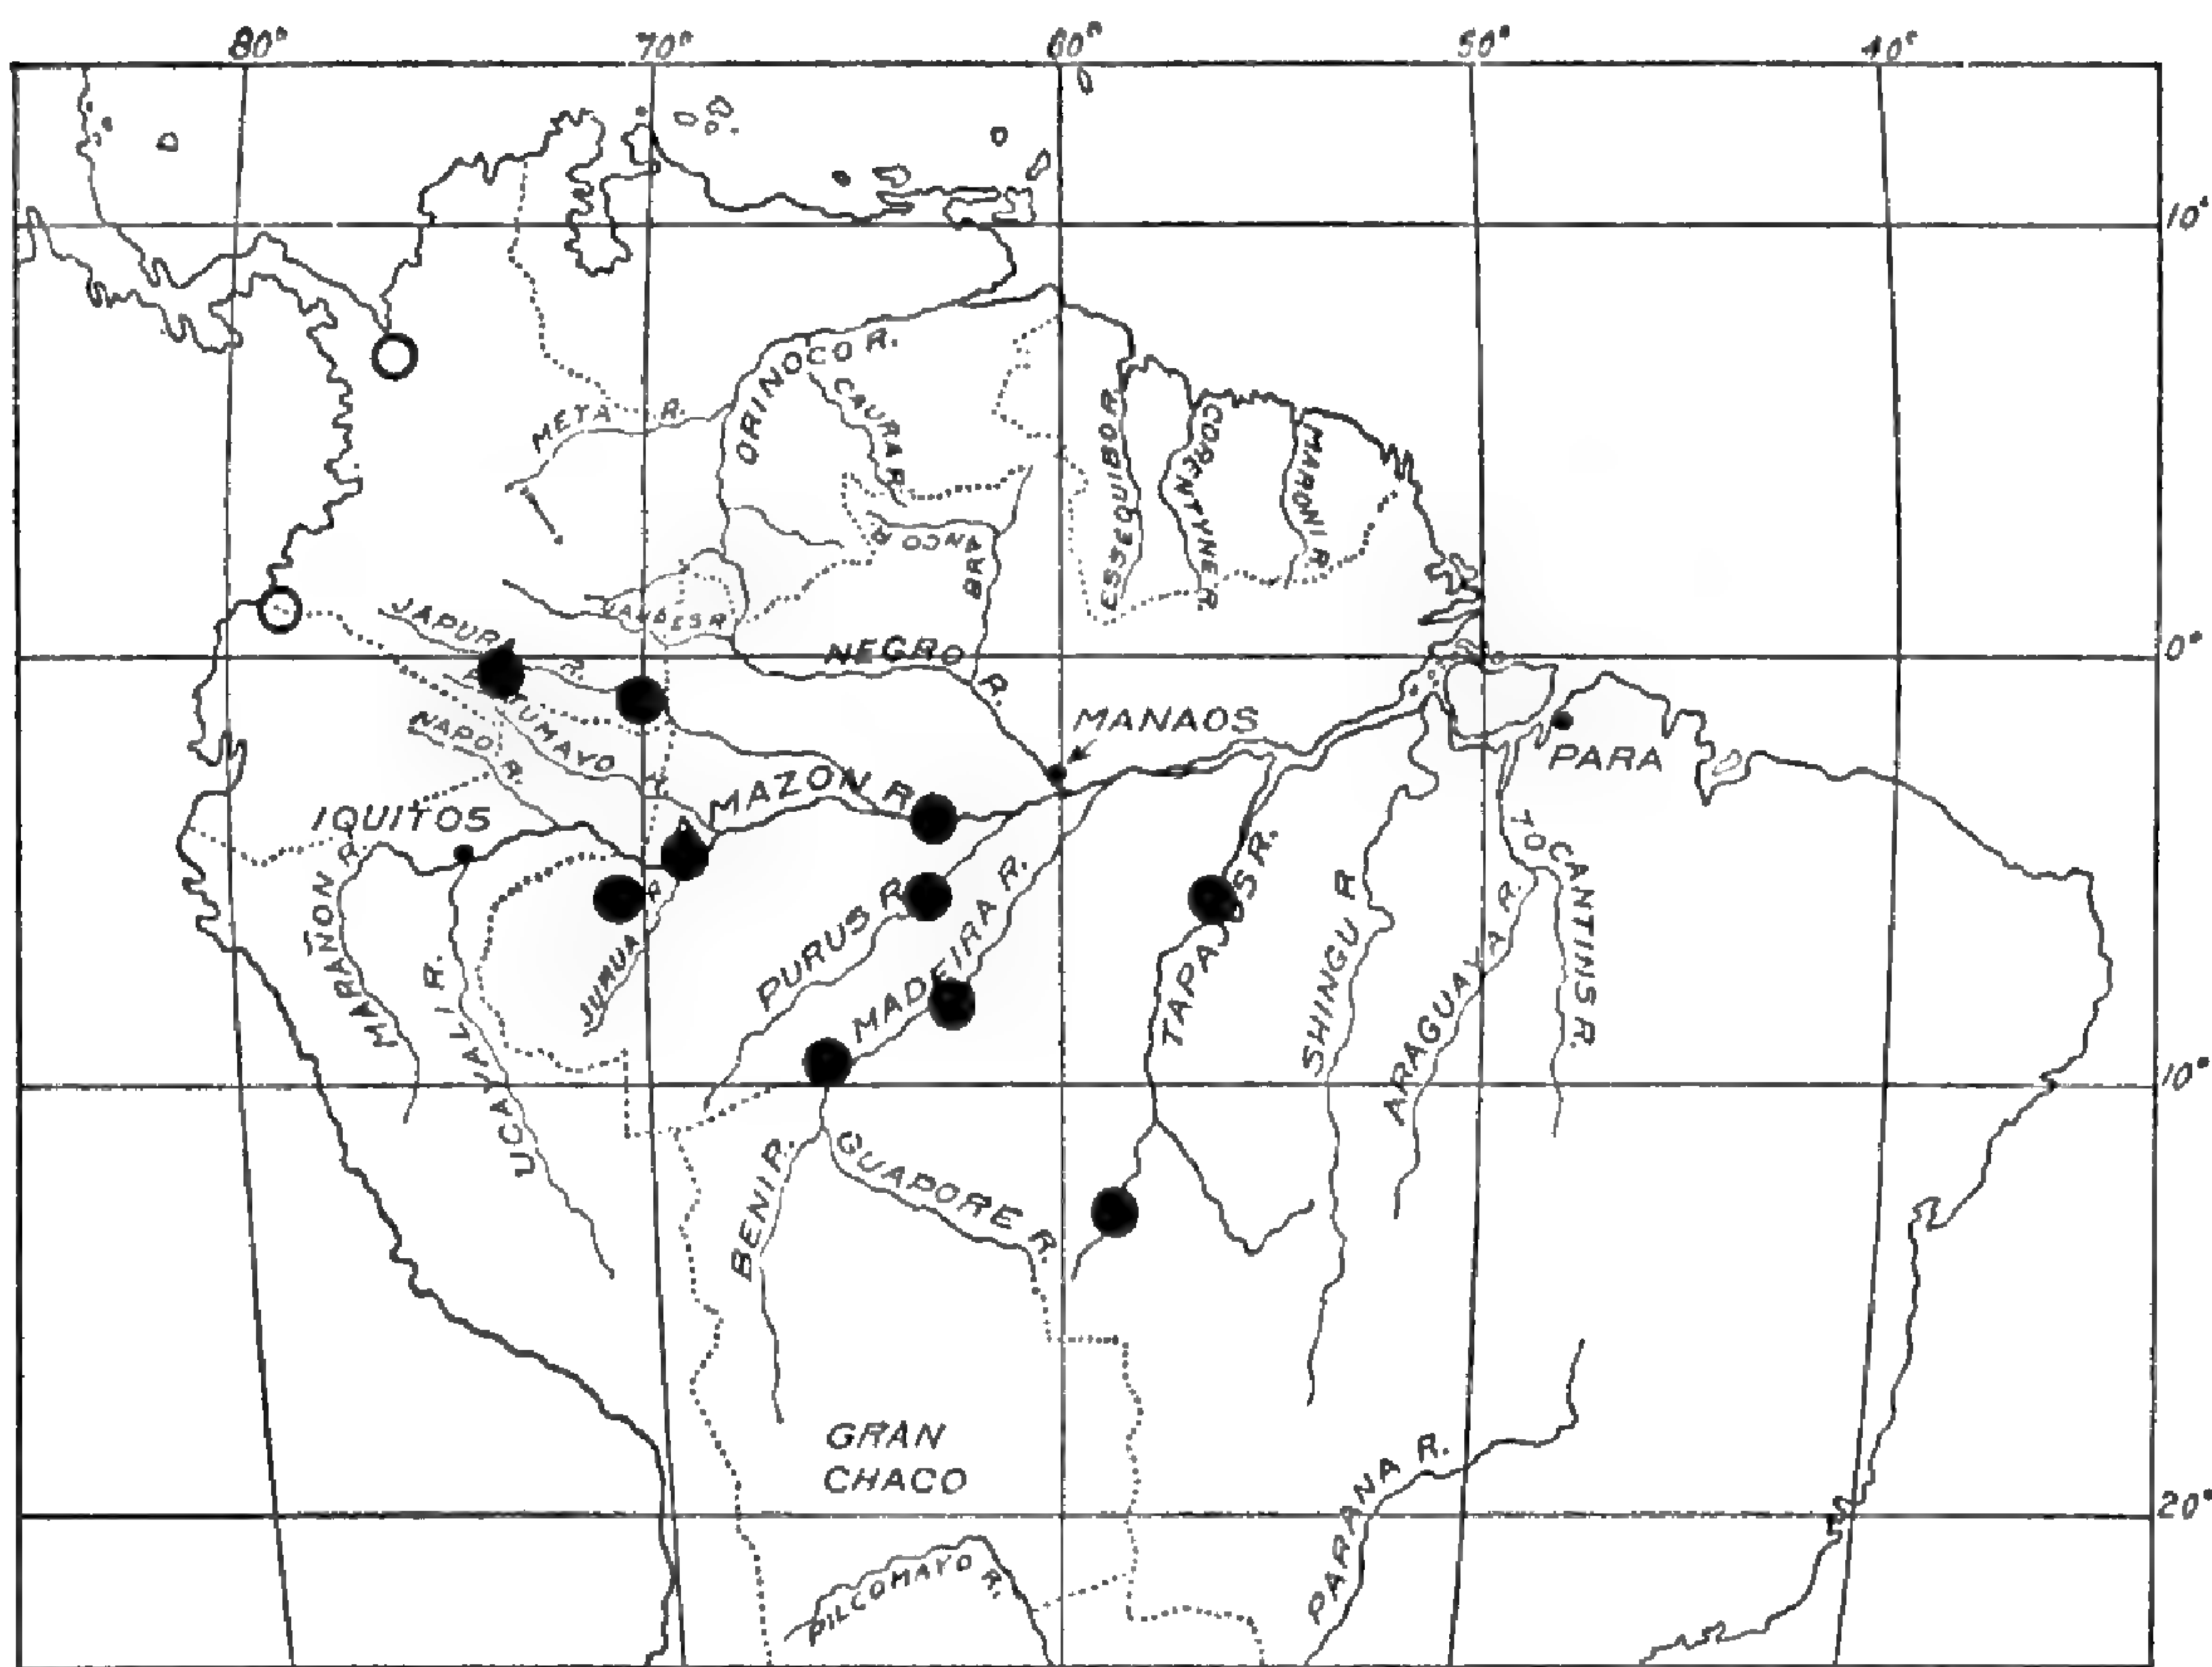 80°
70°
60°
50°
40°
10°
ORINOCO R.
CAURA R.
META R.
ESSEQUIBO R.
CORENTYNE R.
MARONI R.
BRANCO R.
JAPURA R.
NEGRO R.
0°
MANAOS
PARA
NAPO R.
TUMAYO R.
MAZON R.
IQUITOS
MARAÑON R.
UCAYALI R.
JURUA R.
PURUS R.
MADEIRA R.
TAPAJOS R.
SHINGU R.
ARAGUAYA R.
TOCANTINS R.
10°
BENI R.
GUAPORE R.
GRAN
CHACO
PARANA R.
20°
PILCOMAYO R.